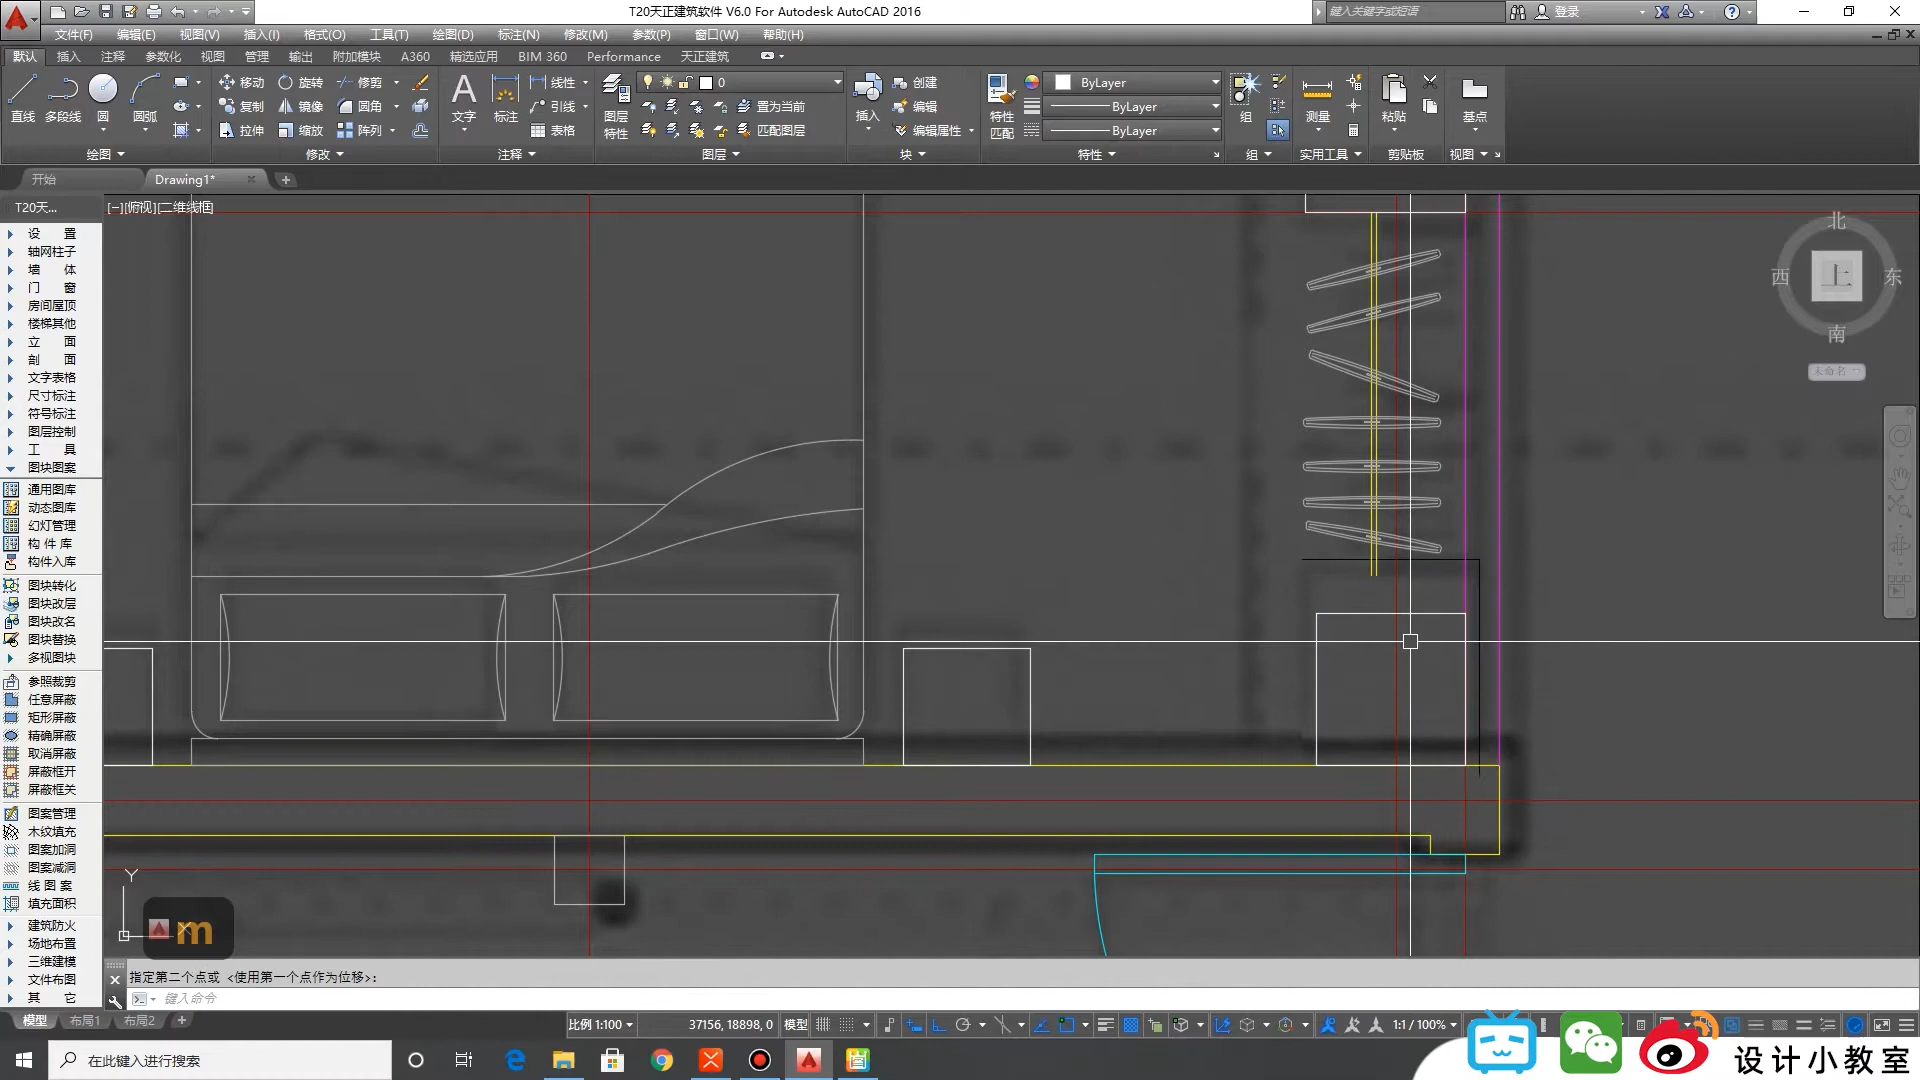 T20天正建筑软件 V6.0 For Autodesk AutoCAD 2016
键入关键字或短语
登录
文件(F) 编辑(E) 视图(V) 插入(I) 格式(O) 工具(T) 绘图(D) 标注(N) 修改(M) 参数(P) 窗口(W) 帮助(H)
默认 插入 注释 参数化 视图 管理 输出 附加模块 A360 精选应用 BIM 360 Performance 天正建筑
直线 多段线 圆 圆弧
移动 旋转 修剪
复制 镜像 圆角
拉伸 缩放 阵列
文字 标注
线性
引线
表格
图层
特性
0
置为当前
匹配图层
插入
创建
编辑
编辑属性
特性
匹配
ByLayer
ByLayer
ByLayer
组
测量
粘贴
基点
绘图 修改 注释 图层 块 特性 组 实用工具 剪贴板 视图
开始 Drawing1*
T20天...
[−][俯视][二维线框]
设 置
轴网柱子
墙 体
门 窗
房间屋顶
楼梯其他
立 面
剖 面
文字表格
尺寸标注
符号标注
图层控制
工 具
图块图案
通用图库
动态图库
幻灯管理
构 件 库
构件入库
图块转化
图块改层
图块改名
图块替换
多视图块
参照裁剪
任意屏蔽
矩形屏蔽
精确屏蔽
取消屏蔽
屏蔽框开
屏蔽框关
图案管理
木纹填充
图案加洞
图案减洞
线 图 案
填充面积
建筑防火
场地布置
三维建模
文件布图
其 它
北
西 上 东
南
未命名
Y
X
m
指定第二个点或 <使用第一个点作为位移>:
键入命令
模型 布局1 布局2
比例 1:100 37156, 18898, 0 模型 1:1 / 100%
在此键入进行搜索
设计小教室